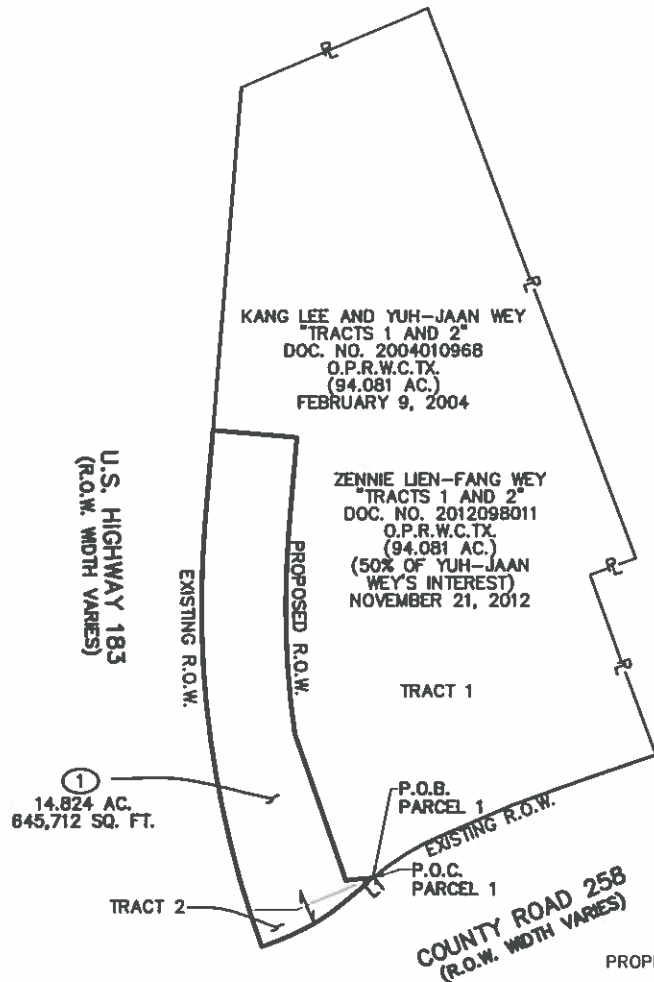 KANG LEE AND YUH-JAAN WEY
"TRACTS 1 AND 2"
DOC. NO. 2004010968
O.P.R.W.C.TX.
(94.081 AC.)
FEBRUARY 9, 2004
ZENNIE LIEN-FANG WEY
"TRACTS 1 AND 2"
DOC. NO. 2012098011
O.P.R.W.C.TX.
(94.081 AC.)
(50% OF YUH-JAAN
WEY'S INTEREST)
NOVEMBER 21, 2012
U.S. HIGHWAY 183
(R.O.W. WIDTH VARIES)
EXISTING R.O.W.
PROPOSED R.O.W.
TRACT 1
1
14.824 AC.
645,712 SQ. FT.
P.O.B.
PARCEL 1
EXISTING R.O.W.
P.O.C.
PARCEL 1
L1
TRACT 2
COUNTY ROAD 258
(R.O.W. WIDTH VARIES)